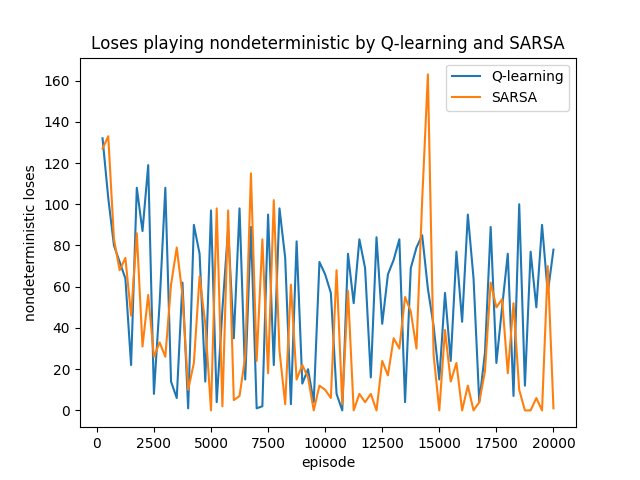 Loses playing nondeterministic by Q-learning and SARSA
Q-learning
SARSA
160
140
120
100
80
60
40
20
0
nondeterministic loses
0 2500 5000 7500 10000 12500 15000 17500 20000
episode